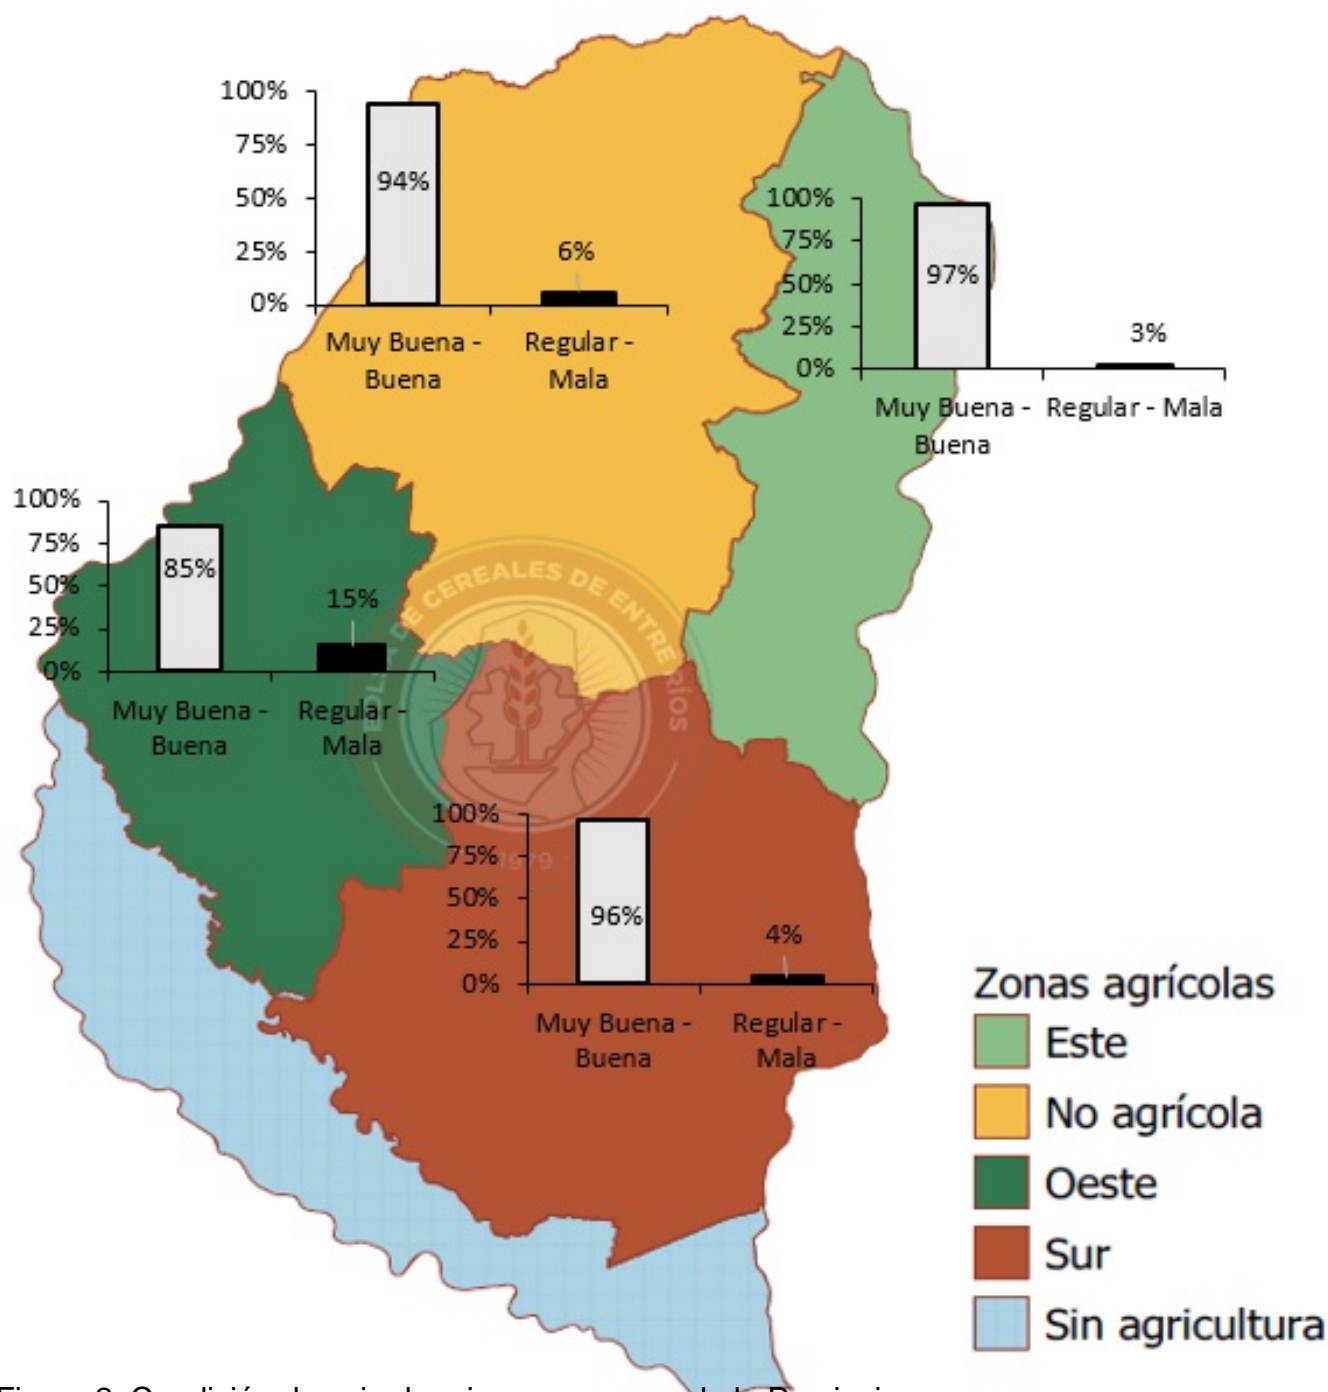 100%
75%
50%
25%
0%
94%
6%
Muy Buena -
Buena
Regular -
Mala
100%
75%
50%
25%
0%
97%
3%
Muy Buena -
Buena
Regular - Mala
100%
75%
50%
25%
0%
85%
15%
Muy Buena -
Buena
Regular -
Mala
BOLSA DE CEREALES DE ENTRE RÍOS
1979
100%
75%
50%
25%
0%
96%
4%
Muy Buena -
Buena
Regular -
Mala
Zonas agrícolas
Este
No agrícola
Oeste
Sur
Sin agricultura